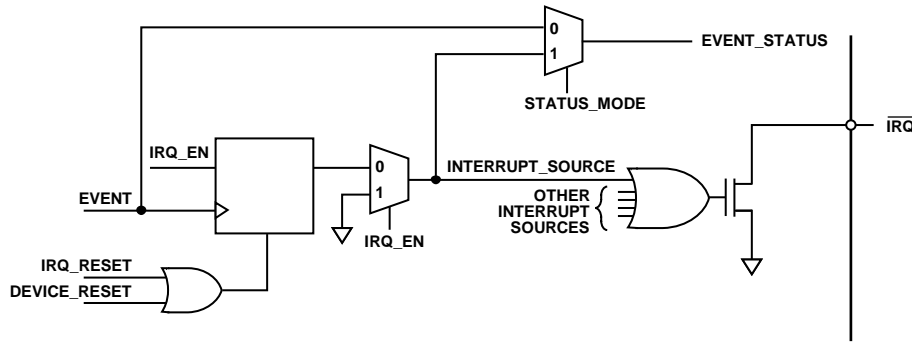 0
1
EVENT_STATUS
STATUS_MODE
IRQ
IRQ_EN
0
1
INTERRUPT_SOURCE
EVENT
OTHER
INTERRUPT
SOURCES
IRQ_EN
IRQ_RESET
DEVICE_RESET